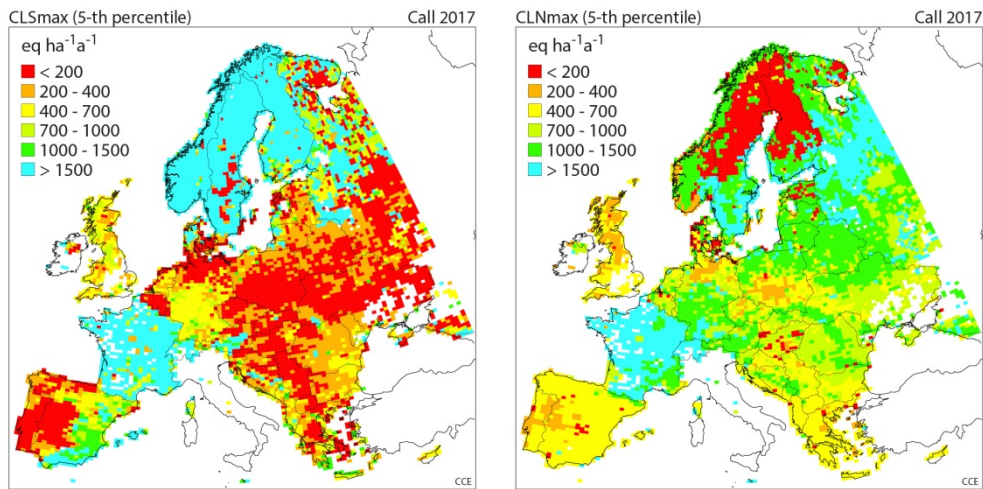 CLSmax (5-th percentile) Call 2017
eq ha⁻¹a⁻¹
< 200
200 - 400
400 - 700
700 - 1000
1000 - 1500
> 1500
CCE
CLNmax (5-th percentile) Call 2017
eq ha⁻¹a⁻¹
< 200
200 - 400
400 - 700
700 - 1000
1000 - 1500
> 1500
CCE